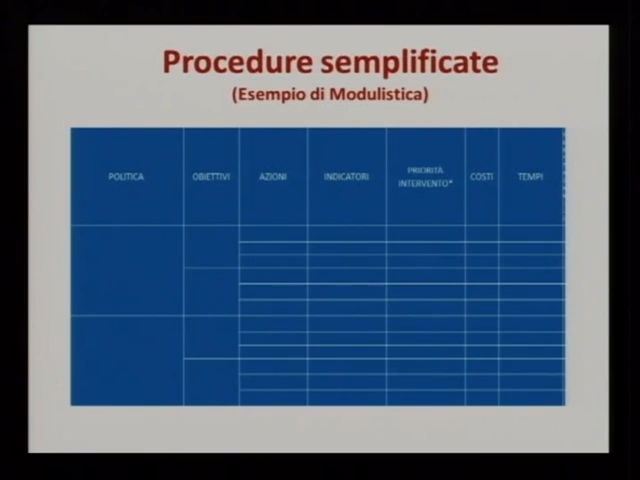 Procedure semplificate
(Esempio di Modulistica)
POLITICA OBIETTIVI AZIONI INDICATORI PRIORITÀ INTERVENTO* COSTI TEMPI